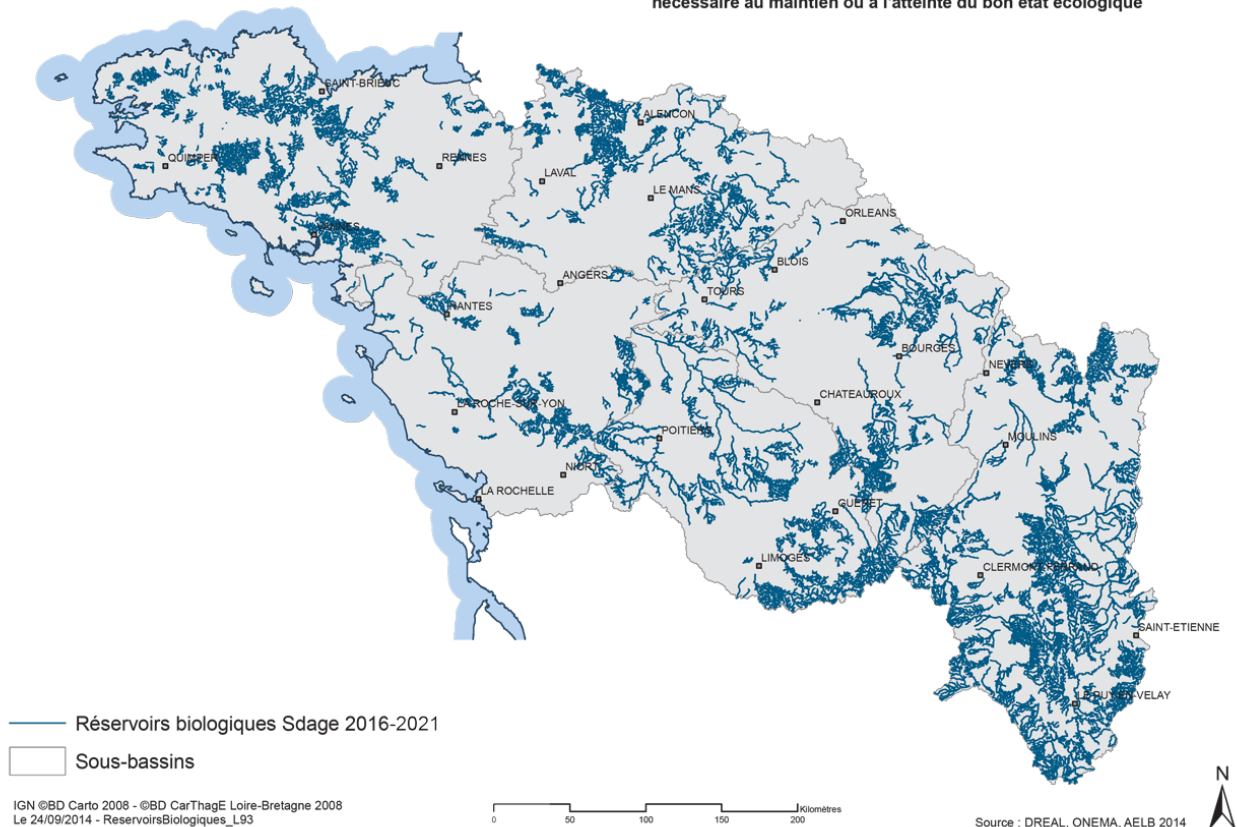 nécessaire au maintien ou à l'atteinte du bon état écologique
SAINT-BRIEUC
ALENCON
QUIMPER
RENNES
LAVAL
LE MANS
ORLEANS
VANNES
BLOIS
ANGERS
TOURS
NANTES
BOURGES
NEVERS
CHATEAUROUX
LA ROCHE-SUR-YON
POITIERS
MOULINS
NIORT
LA ROCHELLE
GUERET
LIMOGES
CLERMONT-FERRAND
SAINT-ETIENNE
LE PUY-EN-VELAY
Réservoirs biologiques Sdage 2016-2021
Sous-bassins
IGN ©BD Carto 2008 - ©BD CarThagE Loire-Bretagne 2008
Le 24/09/2014 - ReservoirsBiologiques_L93
Kilomètres
0 50 100 150 200
Source : DREAL, ONEMA, AELB 2014
N